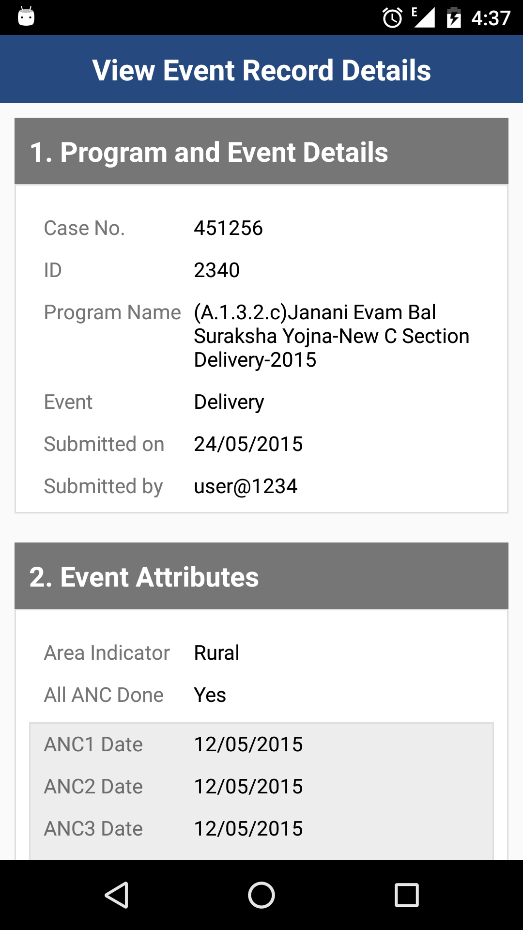 E 4:37
View Event Record Details
1. Program and Event Details
Case No. 451256
ID 2340
Program Name (A.1.3.2.c)Janani Evam Bal
Suraksha Yojna-New C Section
Delivery-2015
Event Delivery
Submitted on 24/05/2015
Submitted by user@1234
2. Event Attributes
Area Indicator Rural
All ANC Done Yes
ANC1 Date 12/05/2015
ANC2 Date 12/05/2015
ANC3 Date 12/05/2015